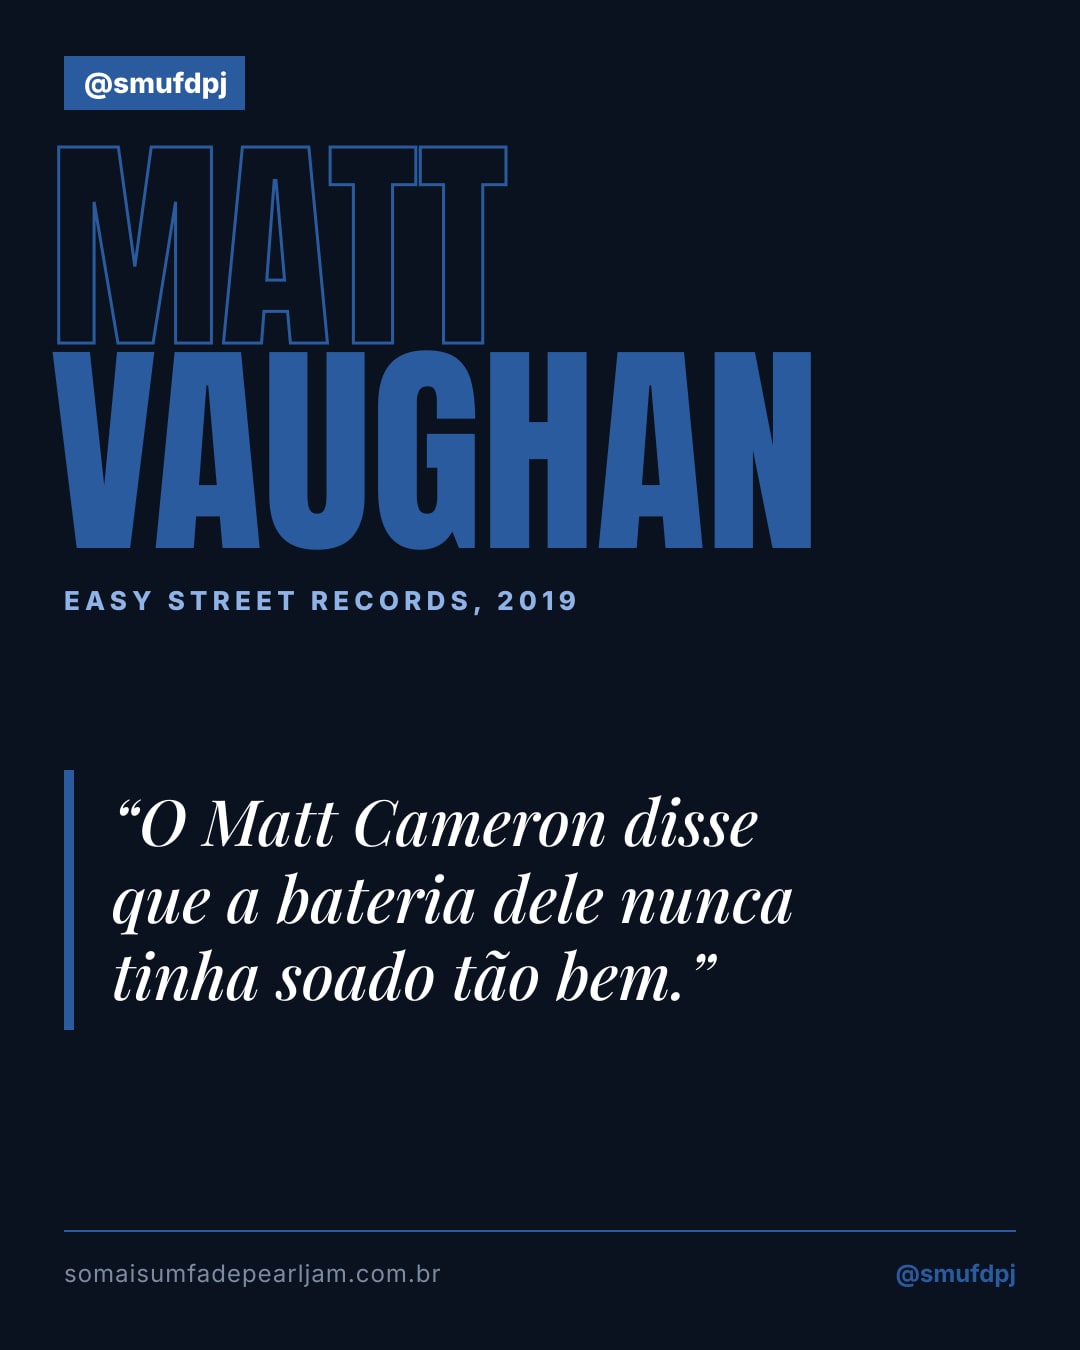 @smufdpj
MATT
VAUGHAN
EASY STREET RECORDS, 2019
“O Matt Cameron disse
que a bateria dele nunca
tinha soado tão bem.”
somaisumfadepearljam.com.br
@smufdpj